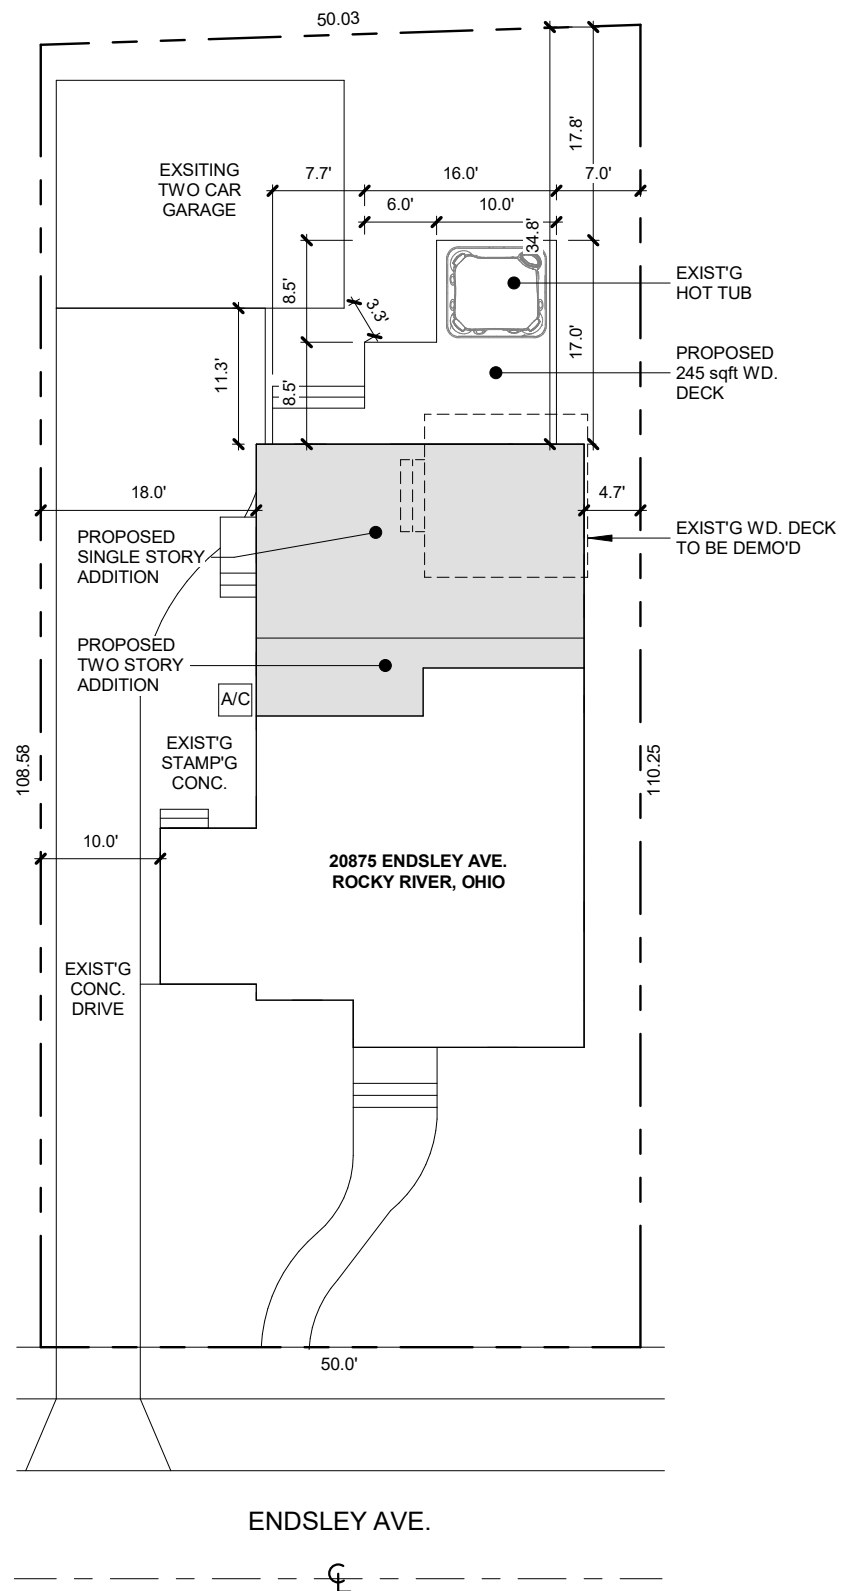 50.03
17.8'
7.7'
16.0'
7.0'
EXSITING
TWO CAR
GARAGE
6.0'
10.0'
34.8'
EXIST'G
HOT TUB
8.5'
3.3'
17.0'
11.3'
8.5'
PROPOSED
245 sqft WD.
DECK
18.0'
4.7'
PROPOSED
SINGLE STORY
ADDITION
EXIST'G WD. DECK
TO BE DEMO'D
PROPOSED
TWO STORY
ADDITION
A/C
EXIST'G
STAMP'G
CONC.
108.58
110.25
10.0'
20875 ENDSLEY AVE.
ROCKY RIVER, OHIO
EXIST'G
CONC.
DRIVE
50.0'
ENDSLEY AVE.
CL